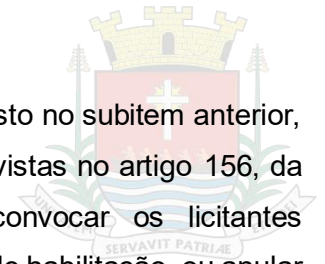 sto no subitem anterior,
vistas no artigo 156, da
convocar os licitantes
de habilitação, ou anular
SERVAVIT PATRIAE